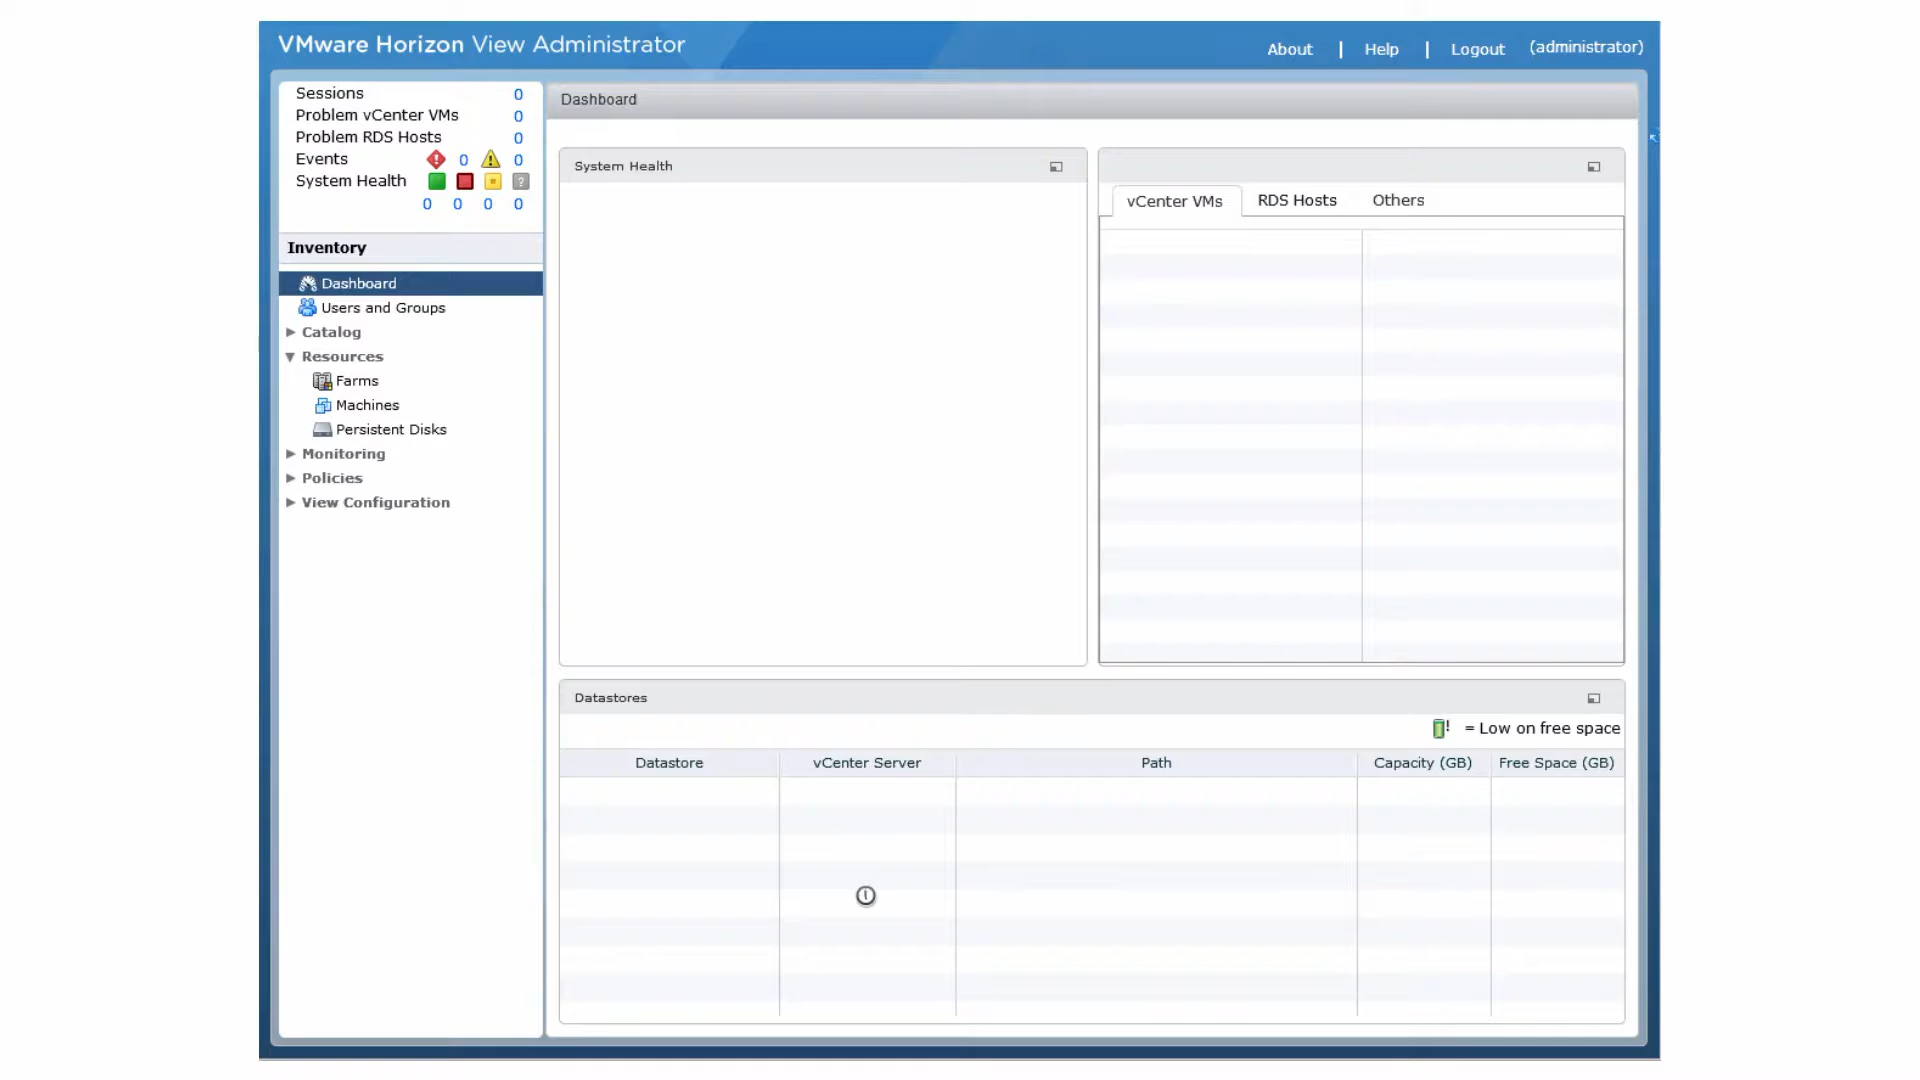 VMware Horizon View Administrator
About | Help | Logout (administrator)
Sessions 0
Problem vCenter VMs 0
Problem RDS Hosts 0
Events 0 0
System Health
0 0 0 0
Inventory
Dashboard
Users and Groups
Catalog
Resources
Farms
Machines
Persistent Disks
Monitoring
Policies
View Configuration
Dashboard
System Health
vCenter VMs RDS Hosts Others
Datastores
= Low on free space
Datastore vCenter Server Path Capacity (GB) Free Space (GB)